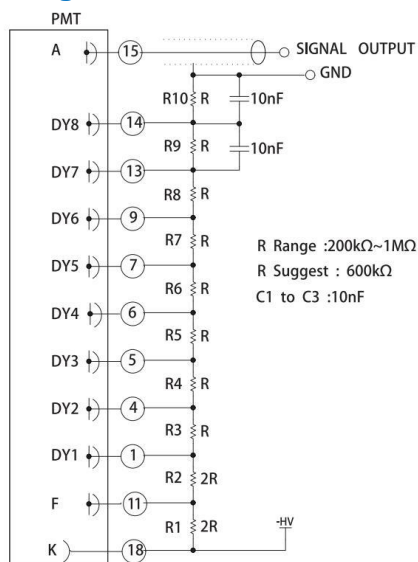 PMT
A 15 SIGNAL OUTPUT
GND
R10 R 10nF
DY8 14
R9 R 10nF
DY7 13
R8 R
DY6 9
R7 R
R Range :200kΩ~1MΩ
DY5 7
R Suggest : 600kΩ
R6 R
C1 to C3 :10nF
DY4 6
R5 R
DY3 5
R4 R
DY2 4
R3 R
DY1 1
R2 2R
F 11
R1 2R -HV
K 18